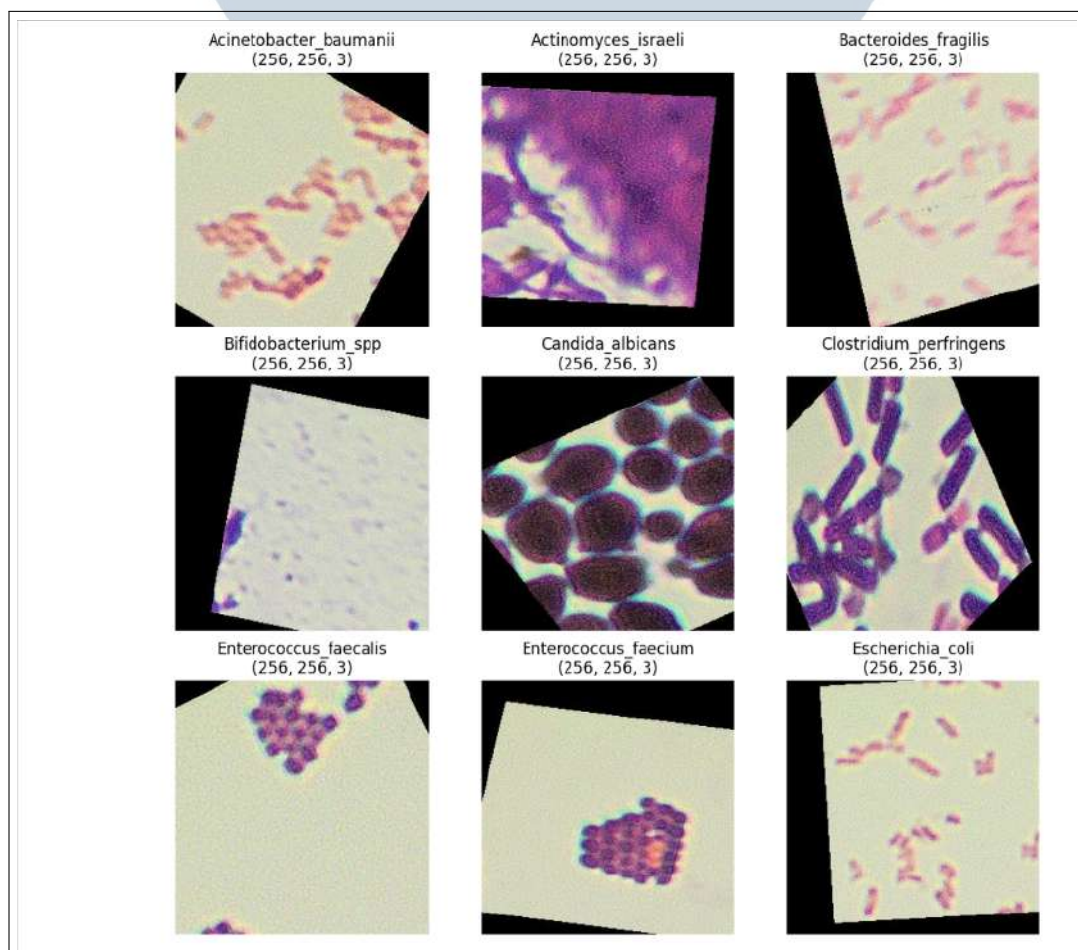 Acinetobacter_baumanii
(256, 256, 3)
Actinomyces_israeli
(256, 256, 3)
Bacteroides_fragilis
(256, 256, 3)
Bifidobacterium_spp
(256, 256, 3)
Candida_albicans
(256, 256, 3)
Clostridium_perfringens
(256, 256, 3)
Enterococcus_faecalis
(256, 256, 3)
Enterococcus_faecium
(256, 256, 3)
Escherichia_coli
(256, 256, 3)